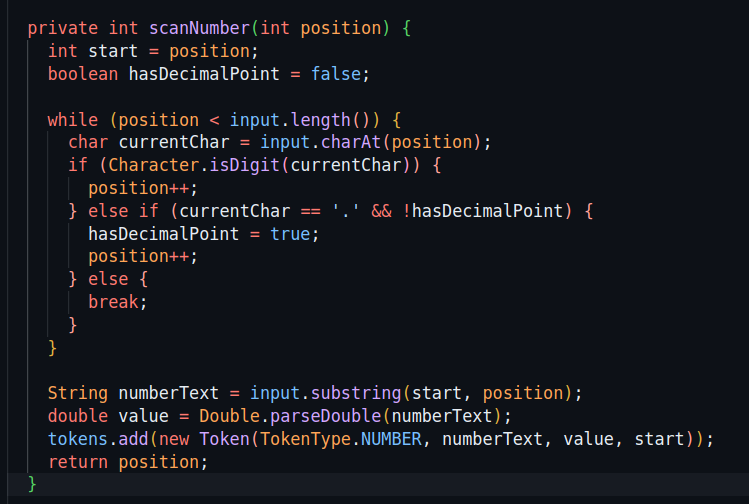 private int scanNumber(int position) {
  int start = position;
  boolean hasDecimalPoint = false;

  while (position < input.length()) {
    char currentChar = input.charAt(position);
    if (Character.isDigit(currentChar)) {
      position++;
    } else if (currentChar == '.' && !hasDecimalPoint) {
      hasDecimalPoint = true;
      position++;
    } else {
      break;
    }
  }

  String numberText = input.substring(start, position);
  double value = Double.parseDouble(numberText);
  tokens.add(new Token(TokenType.NUMBER, numberText, value, start));
  return position;
}